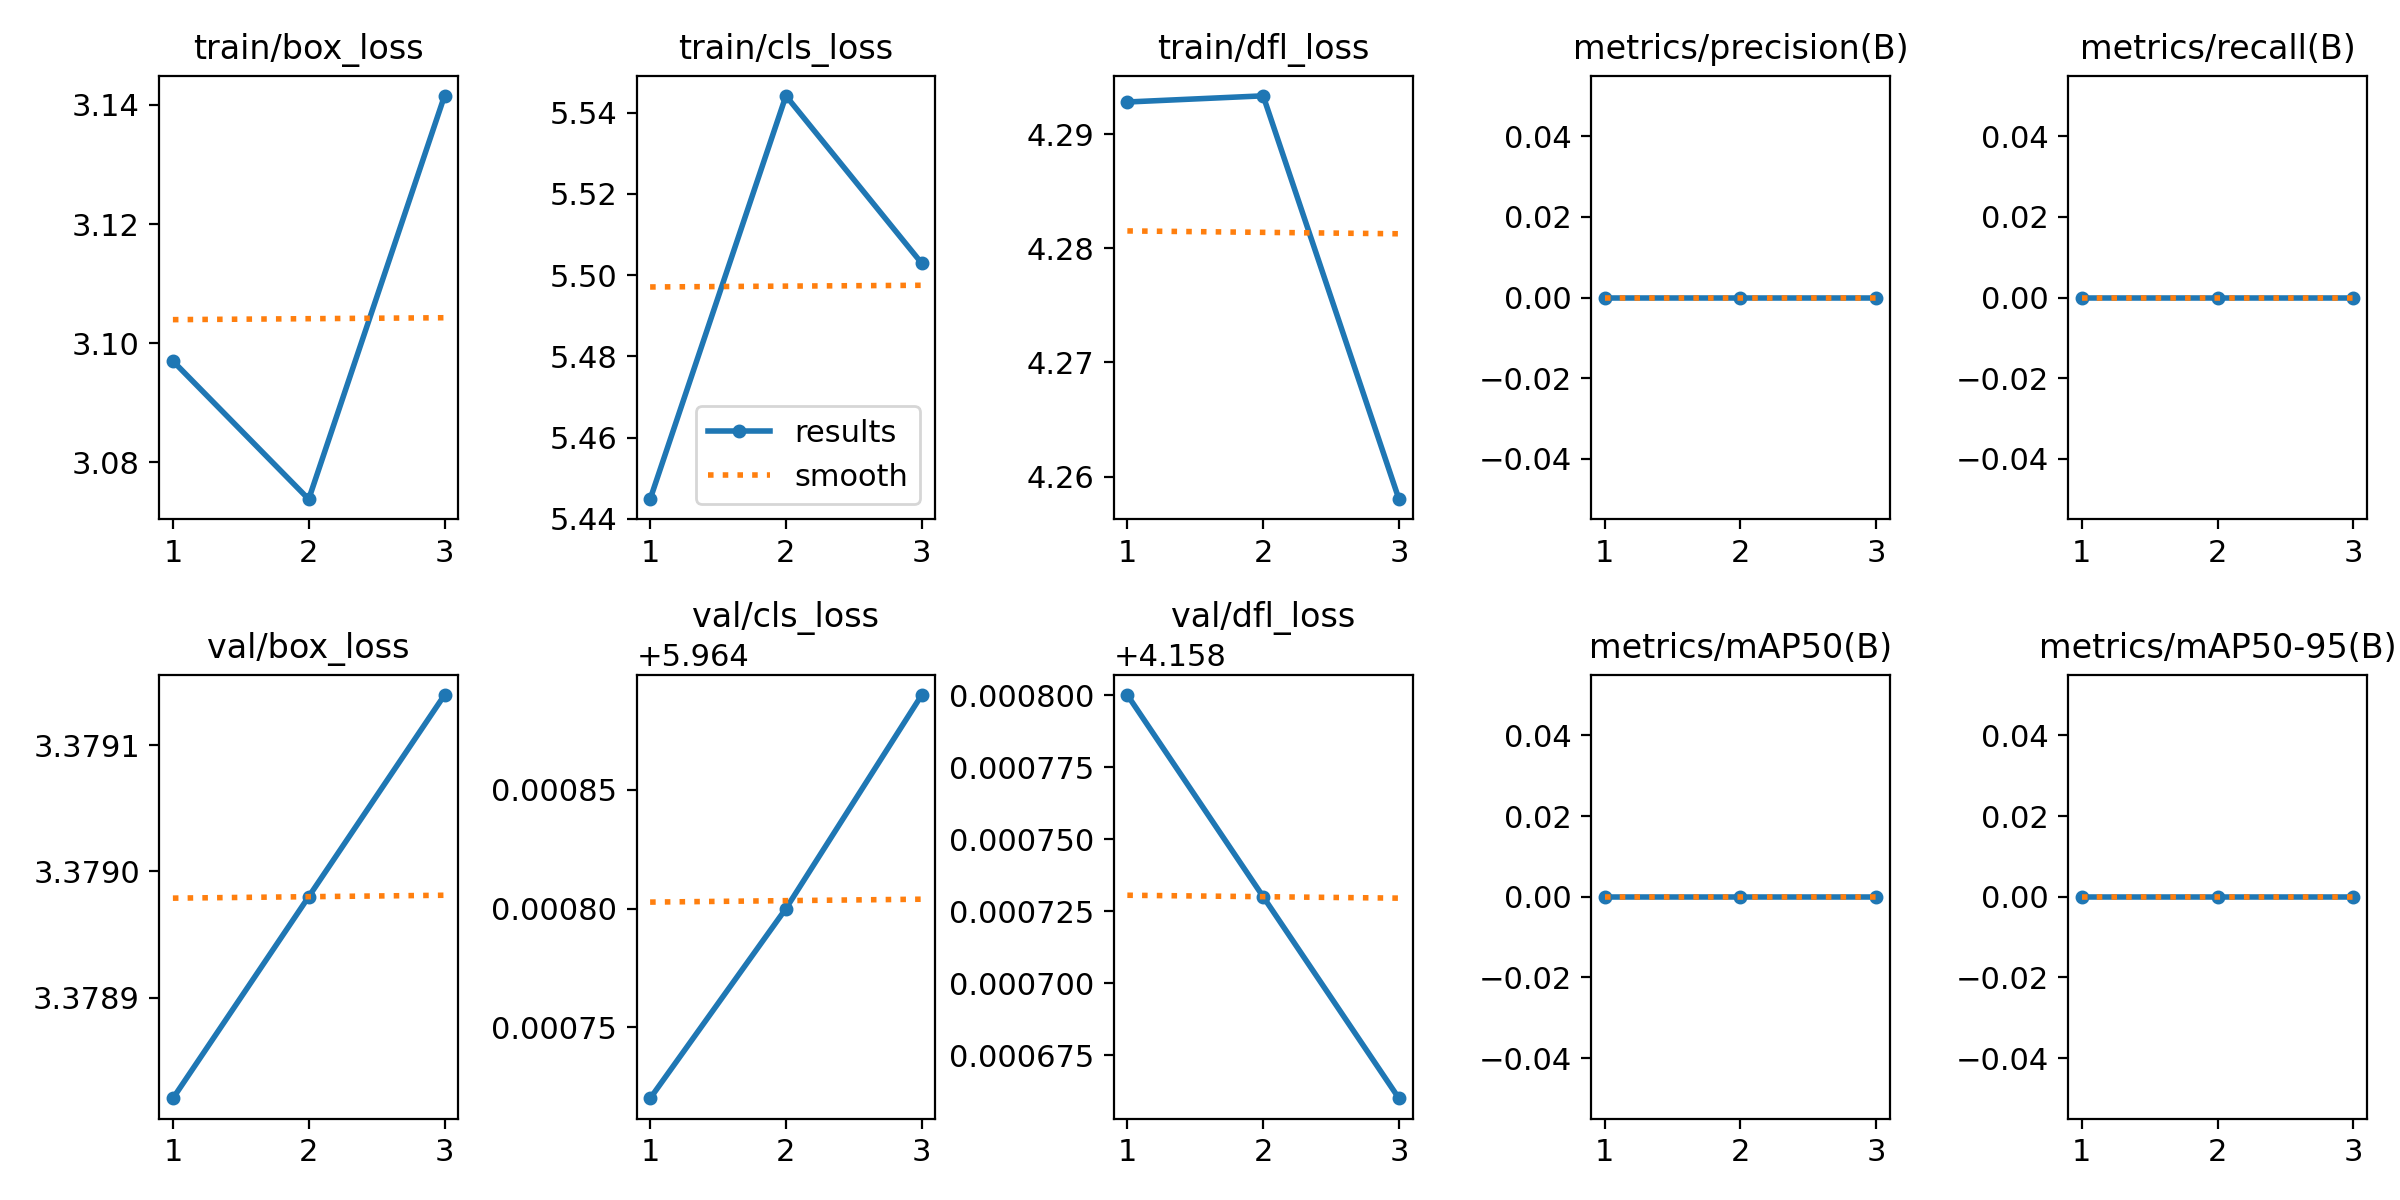 train/box_loss
3.14
3.12
3.10
3.08
1 2 3
train/cls_loss
5.54
5.52
5.50
5.48
5.46
5.44
results
smooth
1 2 3
train/dfl_loss
4.29
4.28
4.27
4.26
1 2 3
metrics/precision(B)
0.04
0.02
0.00
−0.02
−0.04
1 2 3
metrics/recall(B)
0.04
0.02
0.00
−0.02
−0.04
1 2 3
val/box_loss
3.3791
3.3790
3.3789
1 2 3
val/cls_loss
+5.964
0.00085
0.00080
0.00075
1 2 3
val/dfl_loss
+4.158
0.000800
0.000775
0.000750
0.000725
0.000700
0.000675
1 2 3
metrics/mAP50(B)
0.04
0.02
0.00
−0.02
−0.04
1 2 3
metrics/mAP50-95(B)
0.04
0.02
0.00
−0.02
−0.04
1 2 3